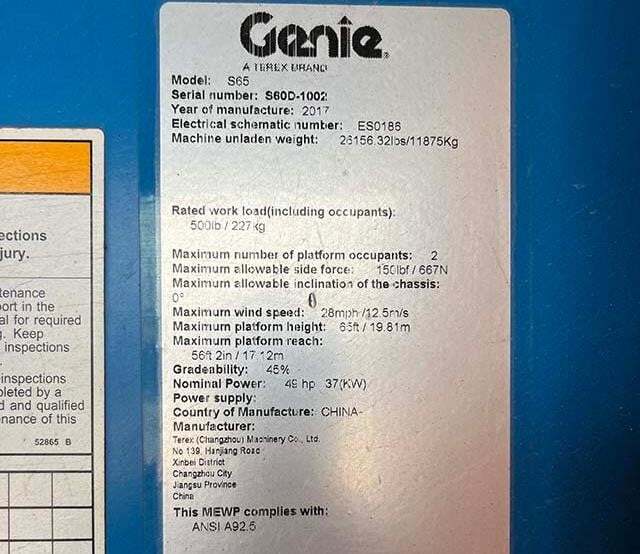 Genie
A TEREX BRAND
Model: S65
Serial number: S60D-1002
Year of manufacture: 2017
Electrical schematic number: ES0186
Machine unladen weight: 26156.32lbs/11875Kg
Rated work load(including occupants):
500lb / 227kg
Maximum number of platform occupants: 2
Maximum allowable side force: 150lbf / 667N
Maximum allowable inclination of the chassis:
0°
Maximum wind speed: 28mph /12.5m/s
Maximum platform height: 65ft / 19.81m
Maximum platform reach:
56ft 2in / 17.12m
Gradeability: 45%
Nominal Power: 49 hp 37(KW)
Power supply:
Country of Manufacture: CHINA-
Manufacturer:
Terex (Changzhou) Machinery Co., Ltd.
No 139, Hanjiang Road
Xinbei District
Changzhou City
Jiangsu Province
China
This MEWP complies with:
ANSI A92.5
ections
jury.
tenance
port in the
al for required
. Keep
inspections
inspections
pleted by a
d and qualified
enance of this
52865 B